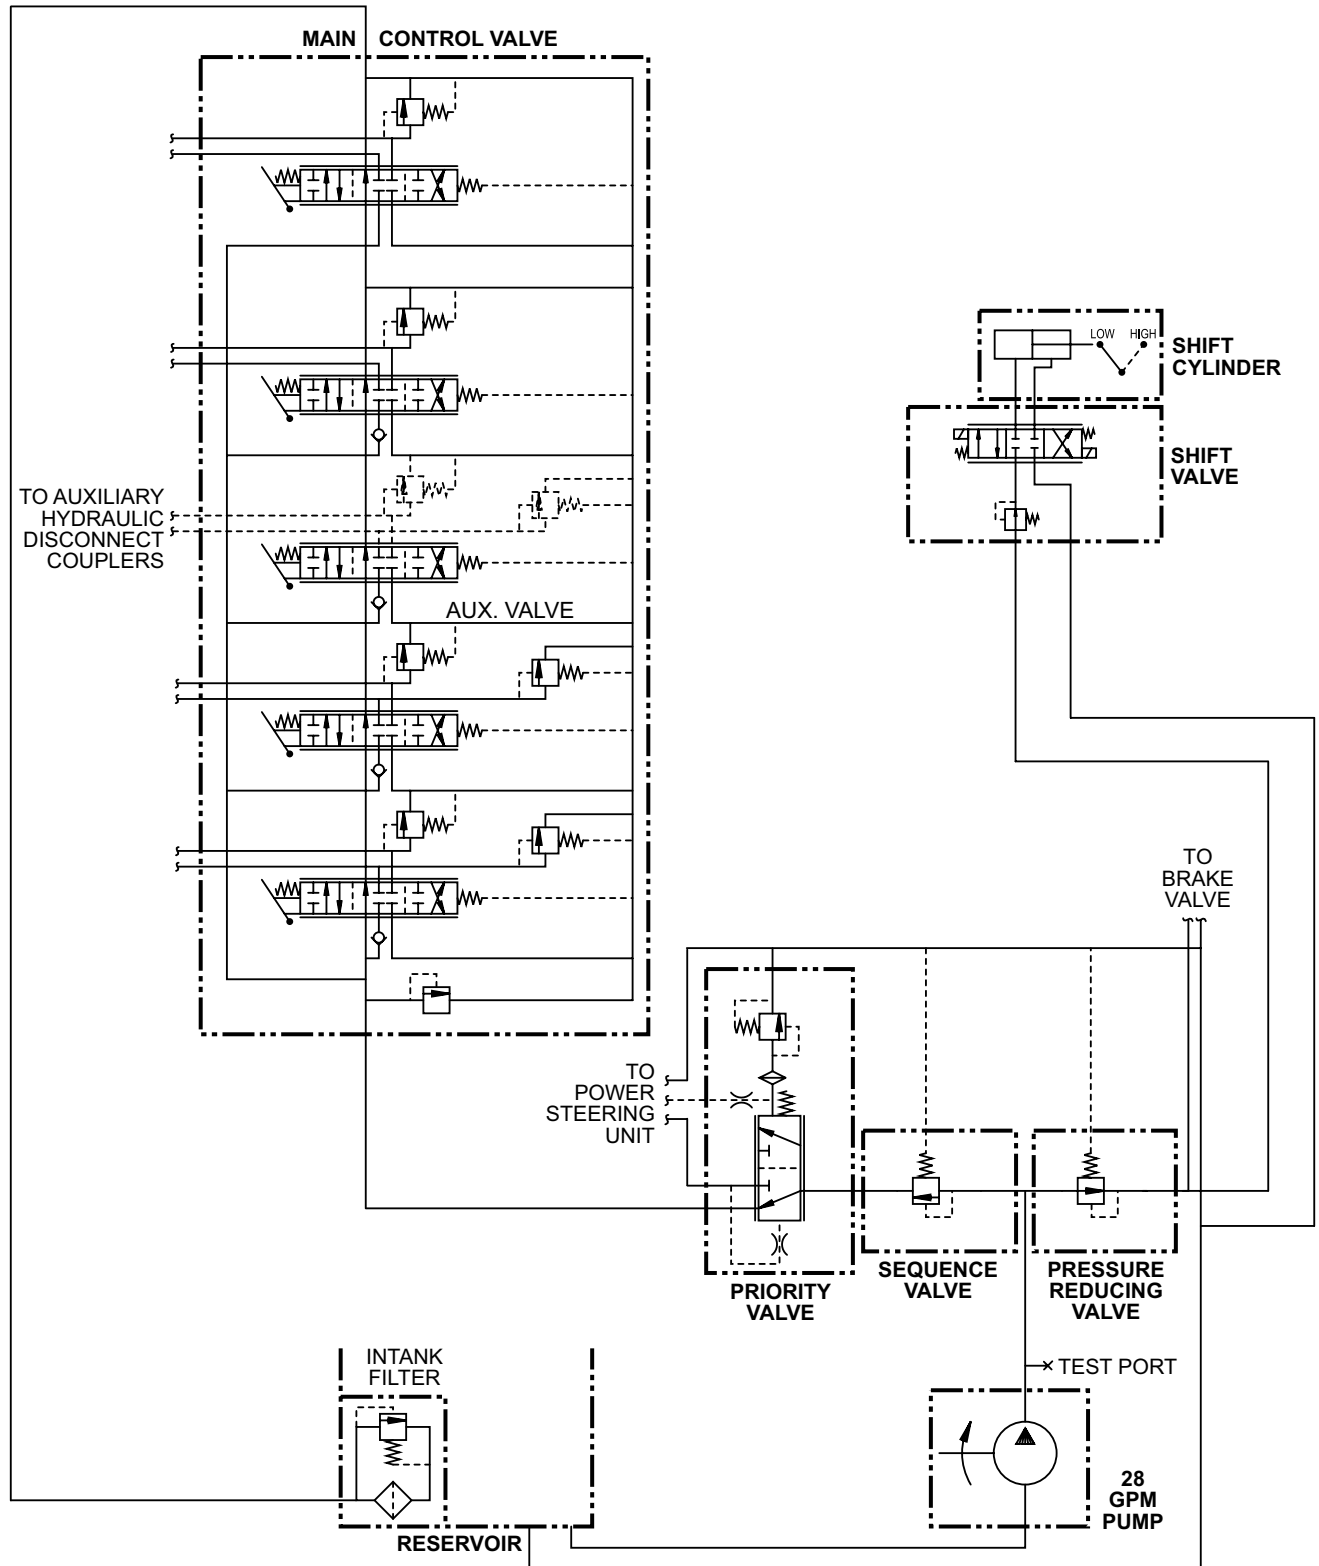 MAIN CONTROL VALVE
LOW HIGH
SHIFT
CYLINDER
SHIFT
VALVE
TO AUXILIARY
HYDRAULIC
DISCONNECT
COUPLERS
AUX. VALVE
TO
BRAKE
VALVE
TO
POWER
STEERING
UNIT
PRIORITY
VALVE
SEQUENCE
VALVE
PRESSURE
REDUCING
VALVE
INTANK
FILTER
TEST PORT
28
GPM
PUMP
RESERVOIR